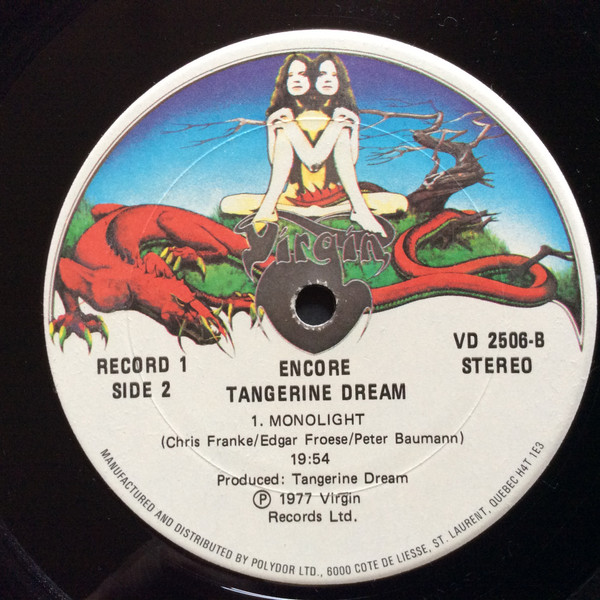 Virgin
RECORD 1
SIDE 2
VD 2506-B
STEREO
ENCORE
TANGERINE DREAM
1. MONOLIGHT
(Chris Franke/Edgar Froese/Peter Baumann)
19:54
Produced: Tangerine Dream
Ⓟ 1977 Virgin
Records Ltd.
MANUFACTURED AND DISTRIBUTED BY POLYDOR LTD., 6000 COTE DE LIESSE, ST. LAURENT, QUEBEC H4T 1E3